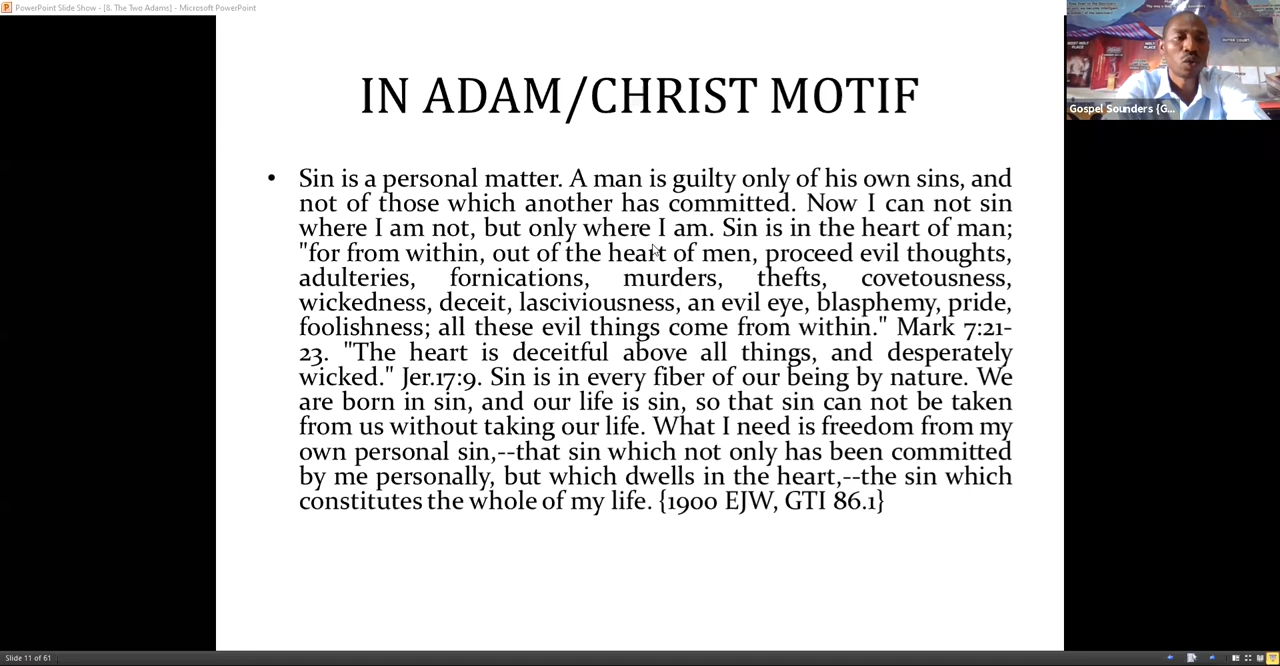 PowerPoint Slide Show - [8. The Two Adams] - Microsoft PowerPoint
IN ADAM/CHRIST MOTIF
• Sin is a personal matter. A man is guilty only of his own sins, and
not of those which another has committed. Now I can not sin
where I am not, but only where I am. Sin is in the heart of man;
"for from within, out of the heart of men, proceed evil thoughts,
adulteries, fornications, murders, thefts, covetousness,
wickedness, deceit, lasciviousness, an evil eye, blasphemy, pride,
foolishness; all these evil things come from within." Mark 7:21-
23. "The heart is deceitful above all things, and desperately
wicked." Jer.17:9. Sin is in every fiber of our being by nature. We
are born in sin, and our life is sin, so that sin can not be taken
from us without taking our life. What I need is freedom from my
own personal sin,--that sin which not only has been committed
by me personally, but which dwells in the heart,--the sin which
constitutes the whole of my life. {1900 EJW, GTI 86.1}
MOST HOLY
PLACE
HOLY
PLACE
OUTER COURT
Gospel Sounders {G...
Slide 11 of 61